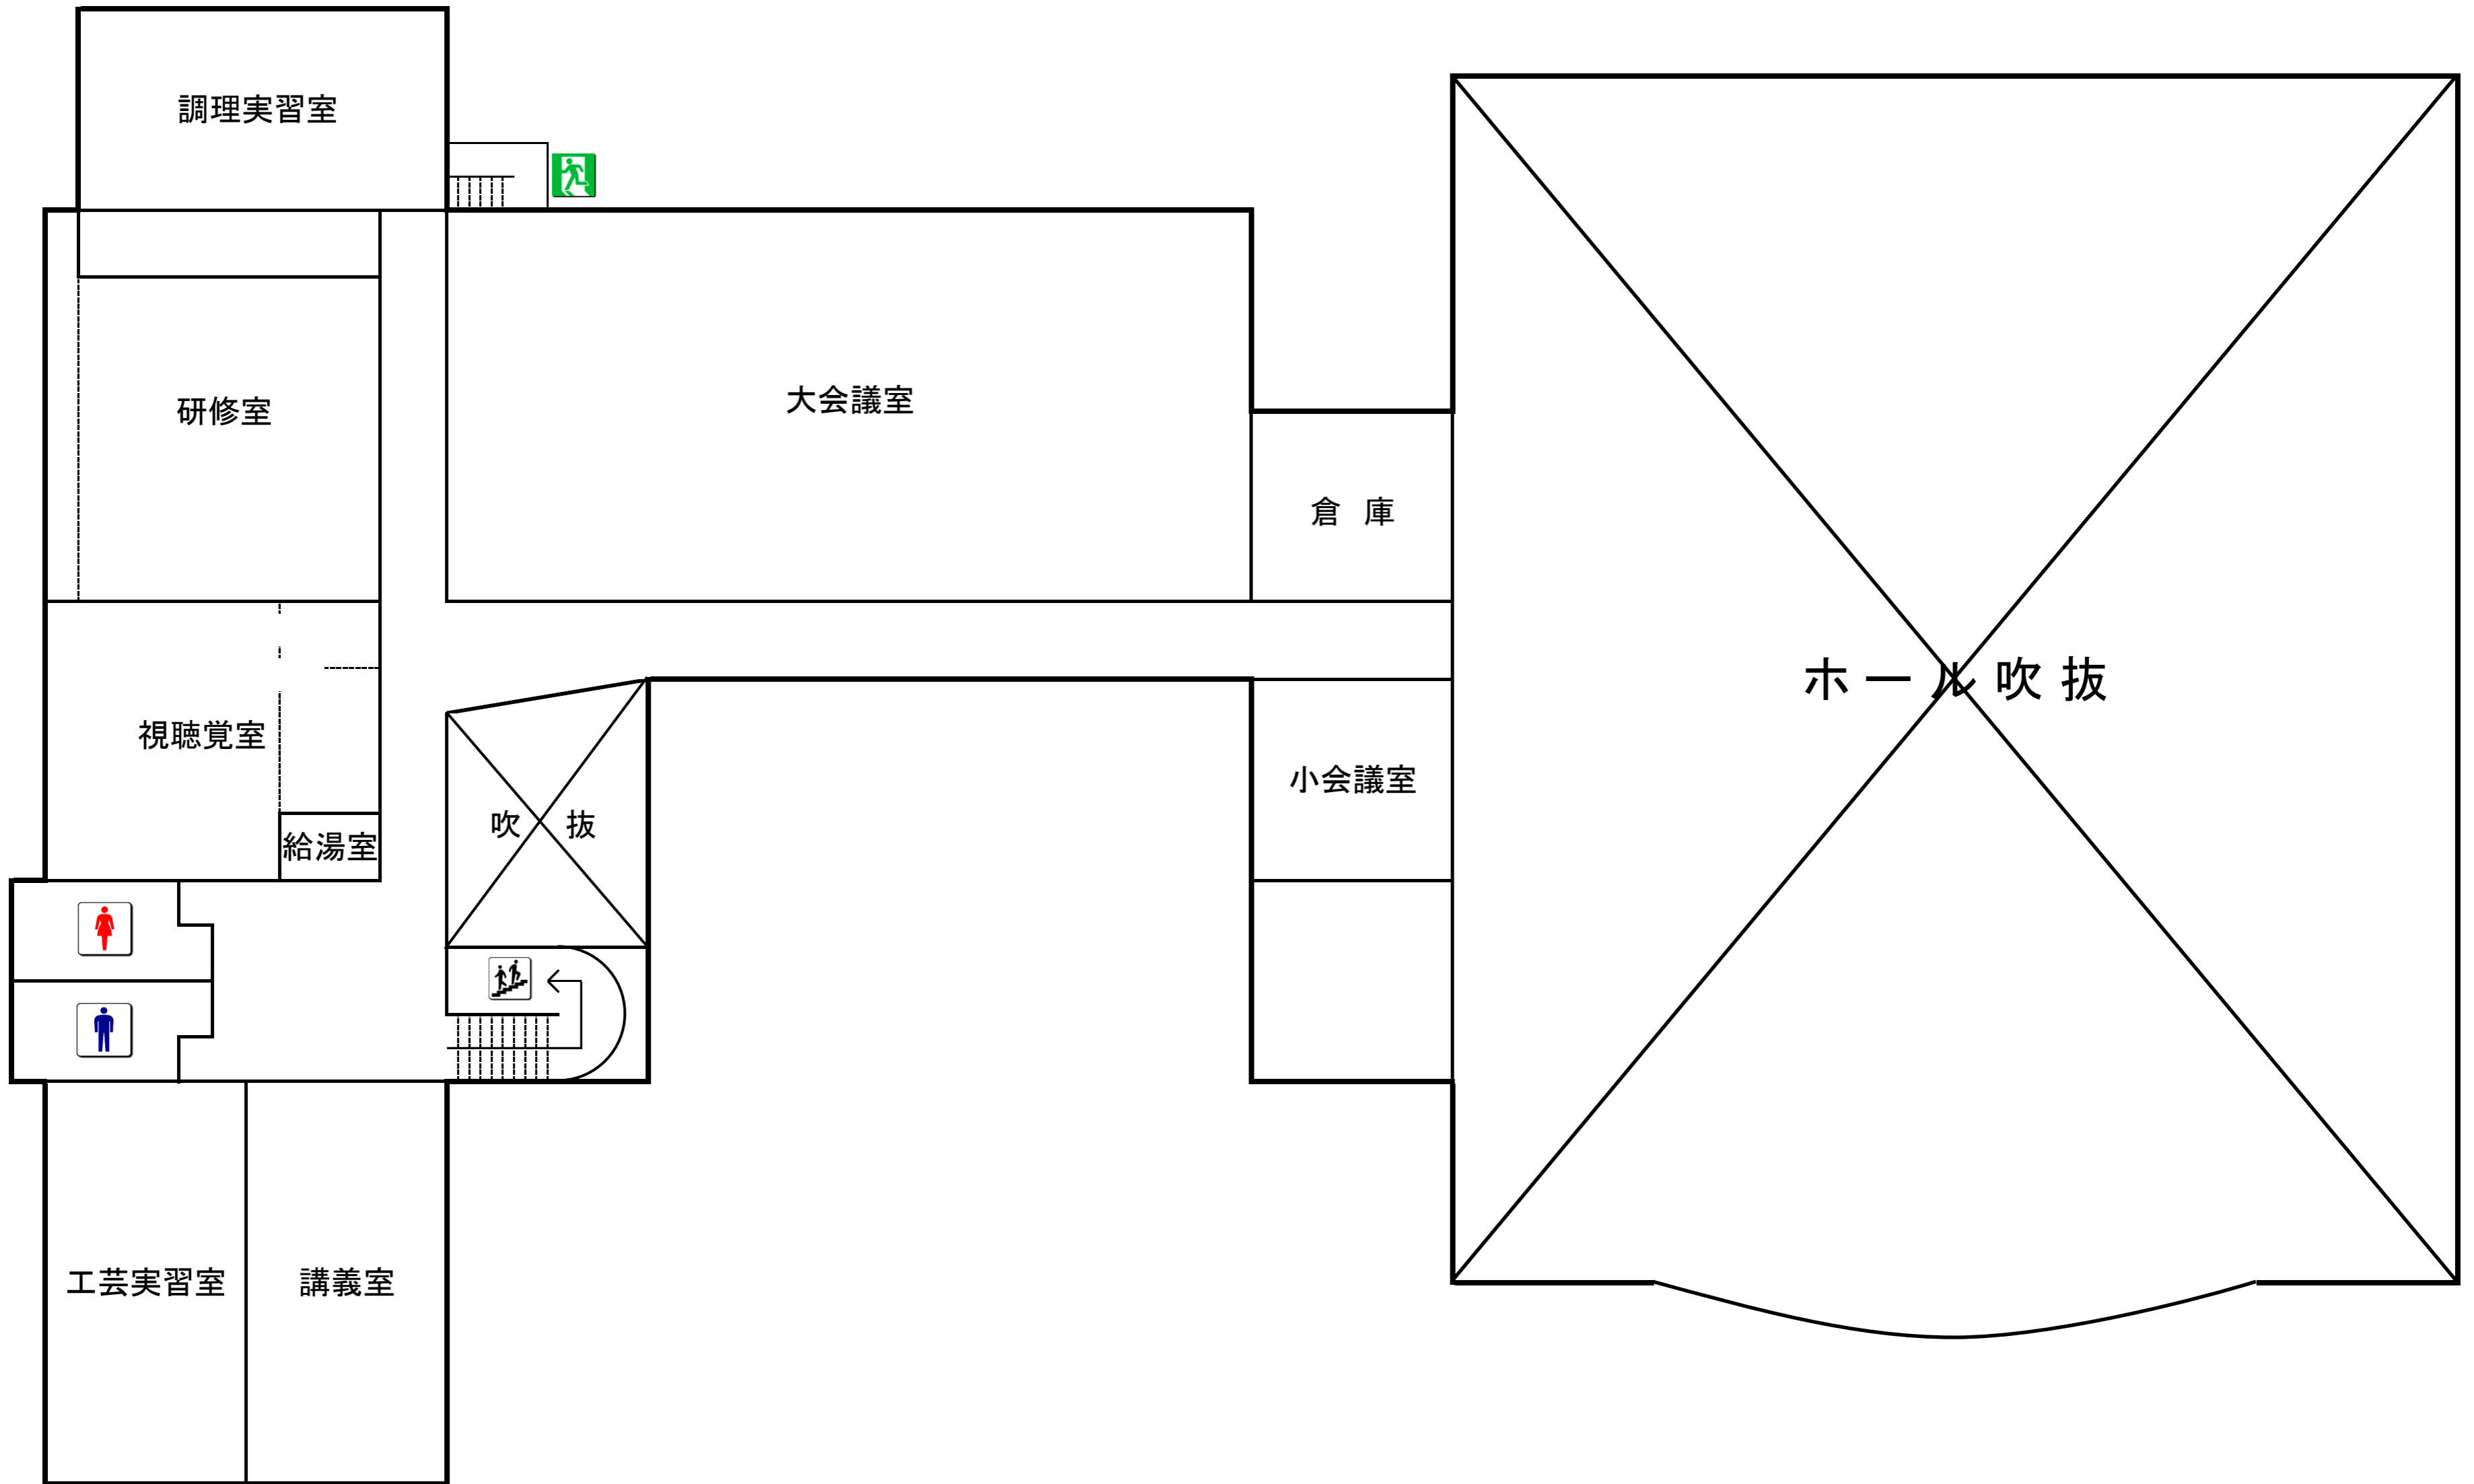 調理実習室
研修室
大会議室
倉 庫
ホール吹抜
視聴覚室
小会議室
吹 抜
給湯室
工芸実習室
講義室